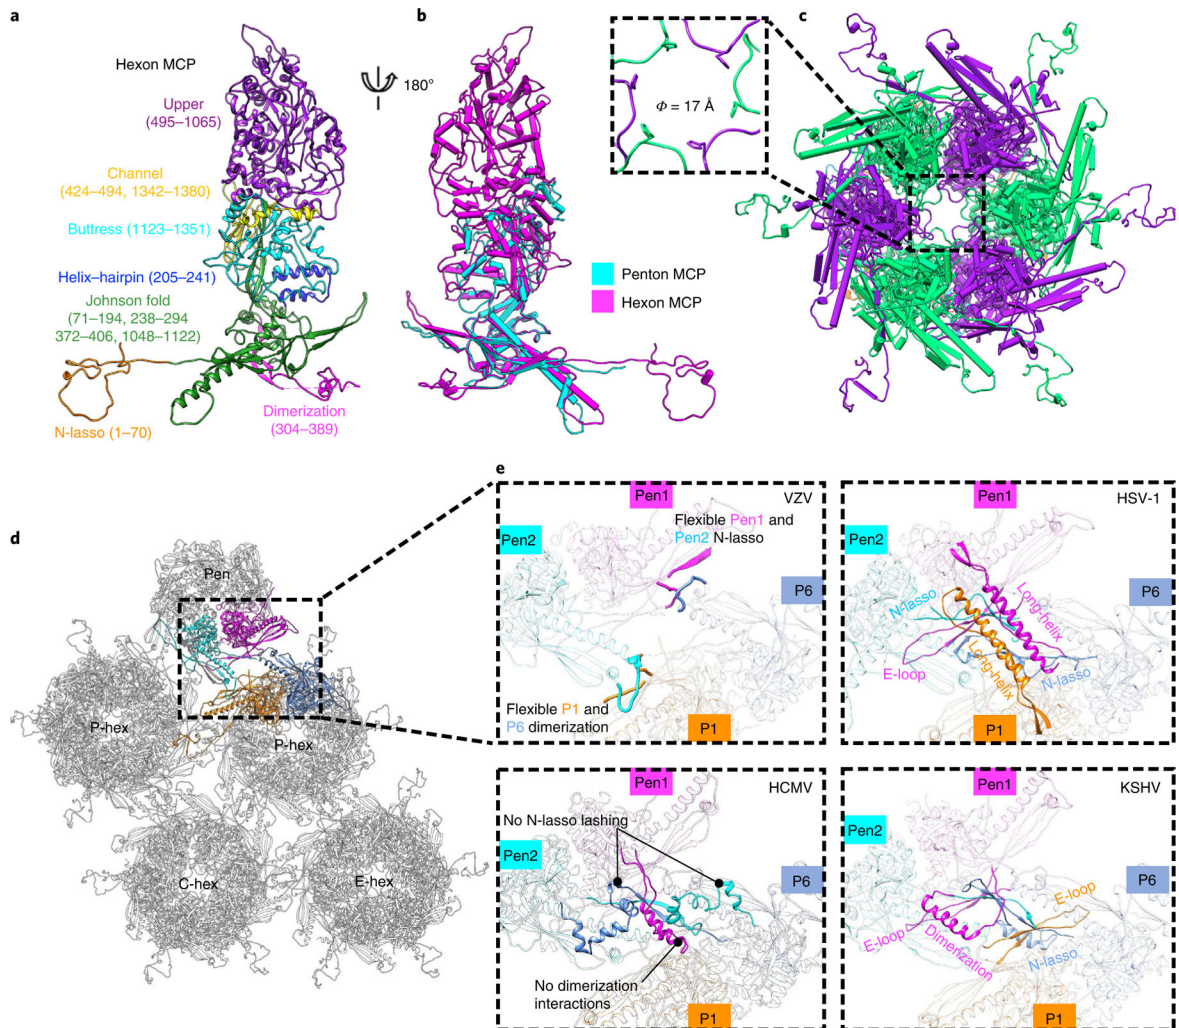 a
Hexon MCP
Upper
(495–1065)
Channel
(424–494, 1342–1380)
Buttress (1123–1351)
Helix–hairpin (205–241)
Johnson fold
(71–194, 238–294
372–406, 1048–1122)
N-lasso (1–70)
Dimerization
(304–389)
180°
b
Penton MCP
Hexon MCP
Φ = 17 Å
c
d
Pen
P-hex
P-hex
C-hex
E-hex
e
Pen1
VZV
Pen2
Flexible Pen1 and
Pen2 N-lasso
P6
Flexible P1 and
P6 dimerization
P1
Pen1
HSV-1
Pen2
P6
N-lasso
Long-helix
E-loop
Long-helix
N-lasso
P1
Pen1
HCMV
No N-lasso lashing
Pen2
P6
No dimerization
interactions
P1
Pen1
KSHV
Pen2
P6
E-loop
E-loop
Dimerization
N-lasso
P1